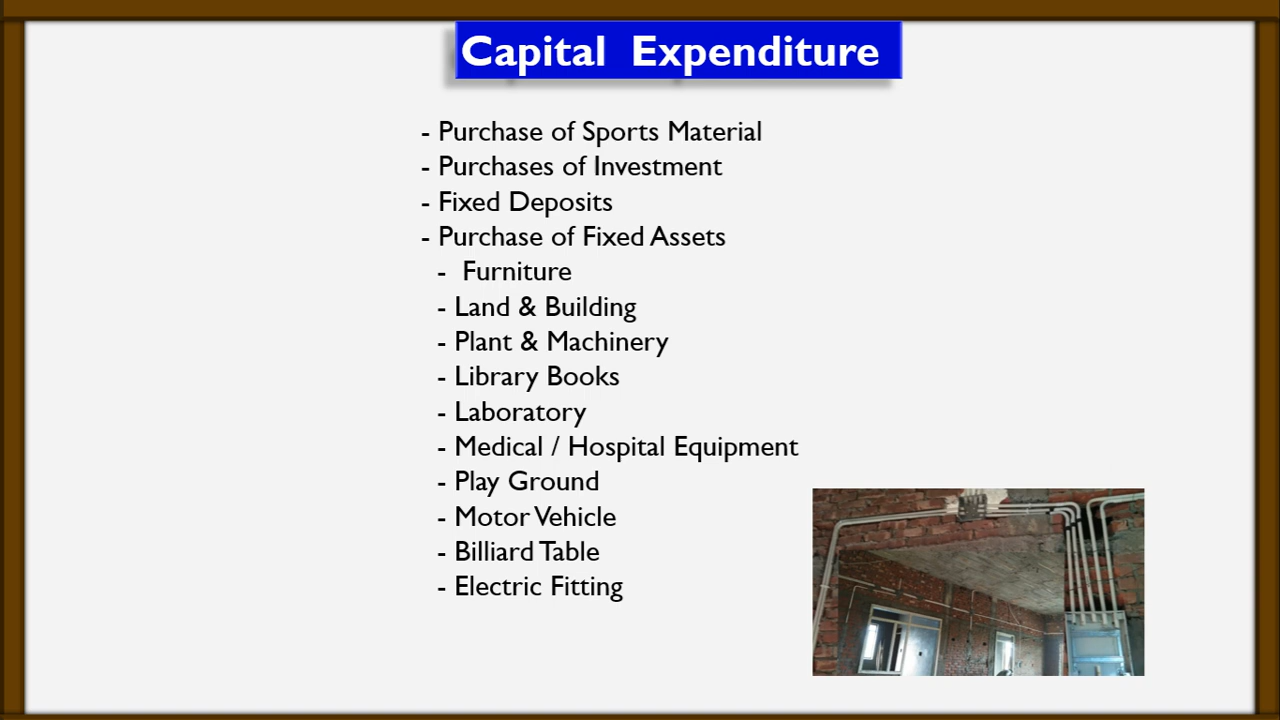 Capital Expenditure
- Purchase of Sports Material
- Purchases of Investment
- Fixed Deposits
- Purchase of Fixed Assets
- Furniture
- Land & Building
- Plant & Machinery
- Library Books
- Laboratory
- Medical / Hospital Equipment
- Play Ground
- Motor Vehicle
- Billiard Table
- Electric Fitting